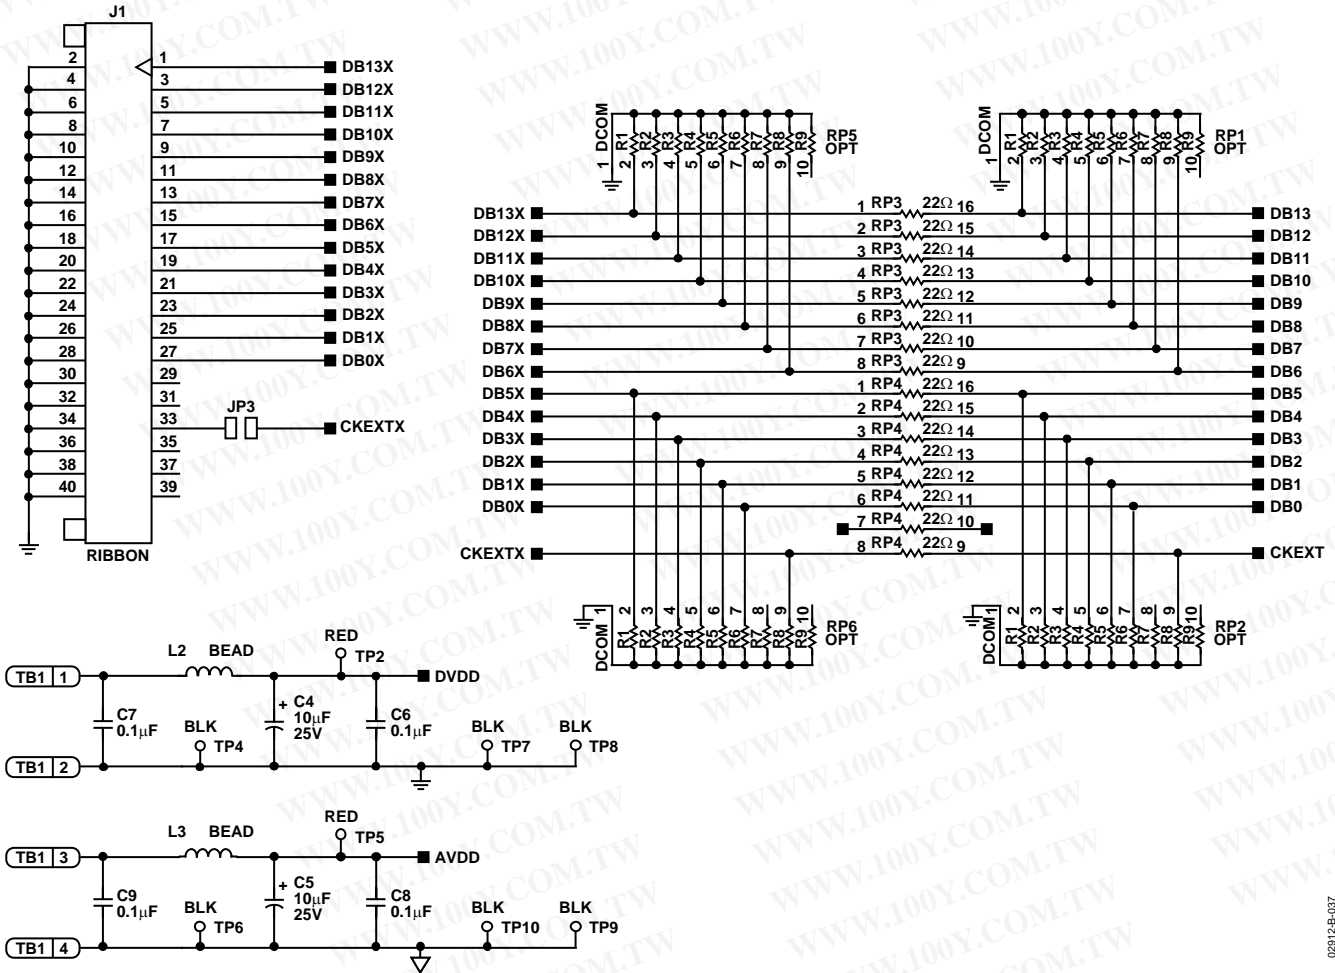 J1
2 1 DB13X
4 3 DB12X
6 5 DB11X
8 7 DB10X
10 9 DB9X
12 11 DB8X
14 13 DB7X
16 15 DB6X
18 17 DB5X
20 19 DB4X
22 21 DB3X
24 23 DB2X
26 25 DB1X
28 27 DB0X
30 29
32 31
34 33 JP3 CKEXTX
36 35
38 37
40 39
RIBBON
DCOM R1 R2 R3 R4 R5 R6 R7 R8 R9 RP5
OPT
1 2 3 4 5 6 7 8 9 10
DCOM R1 R2 R3 R4 R5 R6 R7 R8 R9 RP1
OPT
1 2 3 4 5 6 7 8 9 10
DB13X 1 RP3 22Ω 16 DB13
DB12X 2 RP3 22Ω 15 DB12
DB11X 3 RP3 22Ω 14 DB11
DB10X 4 RP3 22Ω 13 DB10
DB9X 5 RP3 22Ω 12 DB9
DB8X 6 RP3 22Ω 11 DB8
DB7X 7 RP3 22Ω 10 DB7
DB6X 8 RP3 22Ω 9 DB6
DB5X 1 RP4 22Ω 16 DB5
DB4X 2 RP4 22Ω 15 DB4
DB3X 3 RP4 22Ω 14 DB3
DB2X 4 RP4 22Ω 13 DB2
DB1X 5 RP4 22Ω 12 DB1
DB0X 6 RP4 22Ω 11 DB0
7 RP4 22Ω 10
CKEXTX 8 RP4 22Ω 9 CKEXT
1 2 3 4 5 6 7 8 9 10
DCOM R1 R2 R3 R4 R5 R6 R7 R8 R9 RP6
OPT
1 2 3 4 5 6 7 8 9 10
DCOM R1 R2 R3 R4 R5 R6 R7 R8 R9 RP2
OPT
L2 BEAD RED
TP2
TB1 1 DVDD
C7
0.1μF
C4
+ 10μF
25V
C6
0.1μF
BLK
TP4
BLK
TP7
BLK
TP8
TB1 2
L3 BEAD RED
TP5
TB1 3 AVDD
C9
0.1μF
C5
+ 10μF
25V
C8
0.1μF
BLK
TP6
BLK
TP10
BLK
TP9
TB1 4
02912-B-037
WWW.100Y.COM.TW